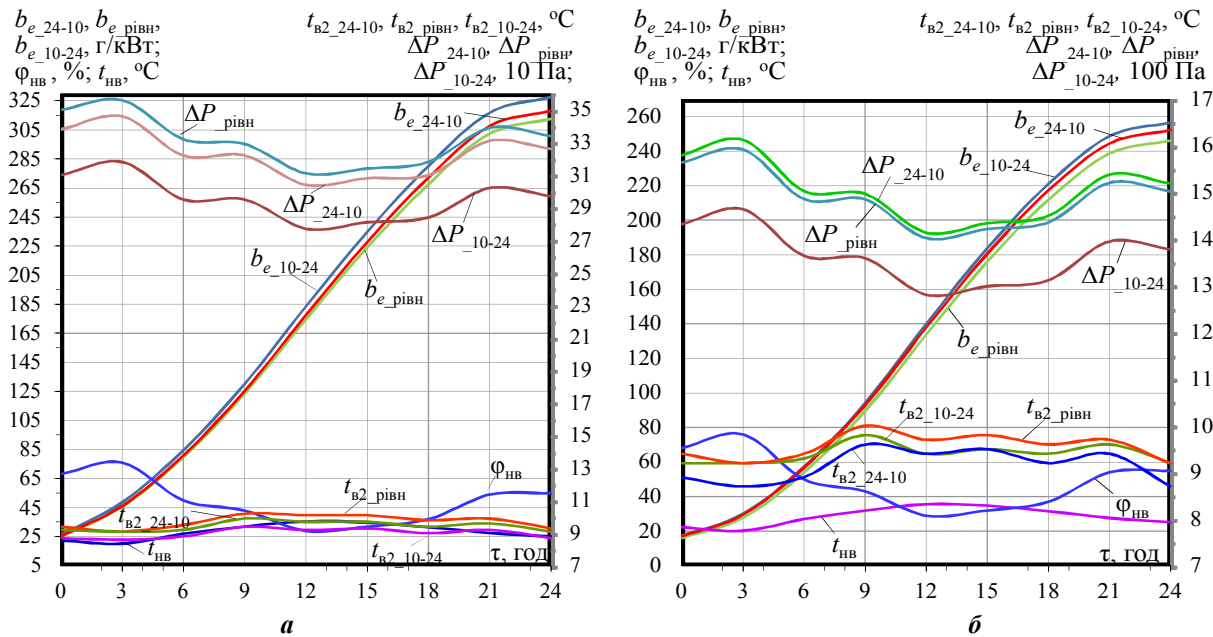 b_e_24-10, b_e_рівн,
b_e_10-24, г/кВт;
φ_нв, %; t_нв, °C
t_в2_24-10, t_в2_рівн, t_в2_10-24, °C
ΔP_24-10, ΔP_рівн,
ΔP_10-24, 10 Па;
325
305
285
265
245
225
205
185
165
145
125
105
85
65
45
25
5
35
33
31
29
27
25
23
21
19
17
15
13
11
9
7
ΔP_рівн
b_e_24-10
ΔP_24-10
ΔP_10-24
b_e_10-24
b_e_рівн
φ_нв
t_в2_рівн
t_в2_24-10
t_нв
t_в2_10-24
τ, год
0 3 6 9 12 15 18 21 24
а
b_e_24-10, b_e_рівн,
b_e_10-24, г/кВт;
φ_нв, %; t_нв, °C
t_в2_24-10, t_в2_рівн, t_в2_10-24, °C
ΔP_24-10, ΔP_рівн,
ΔP_10-24, 100 Па
260
240
220
200
180
160
140
120
100
80
60
40
20
0
17
16
15
14
13
12
11
10
9
8
7
b_e_24-10
b_e_10-24
ΔP_24-10
ΔP_рівн
ΔP_10-24
b_e_рівн
t_в2_10-24
t_в2_рівн
t_в2_24-10
φ_нв
t_нв
τ, год
0 3 6 9 12 15 18 21 24
б